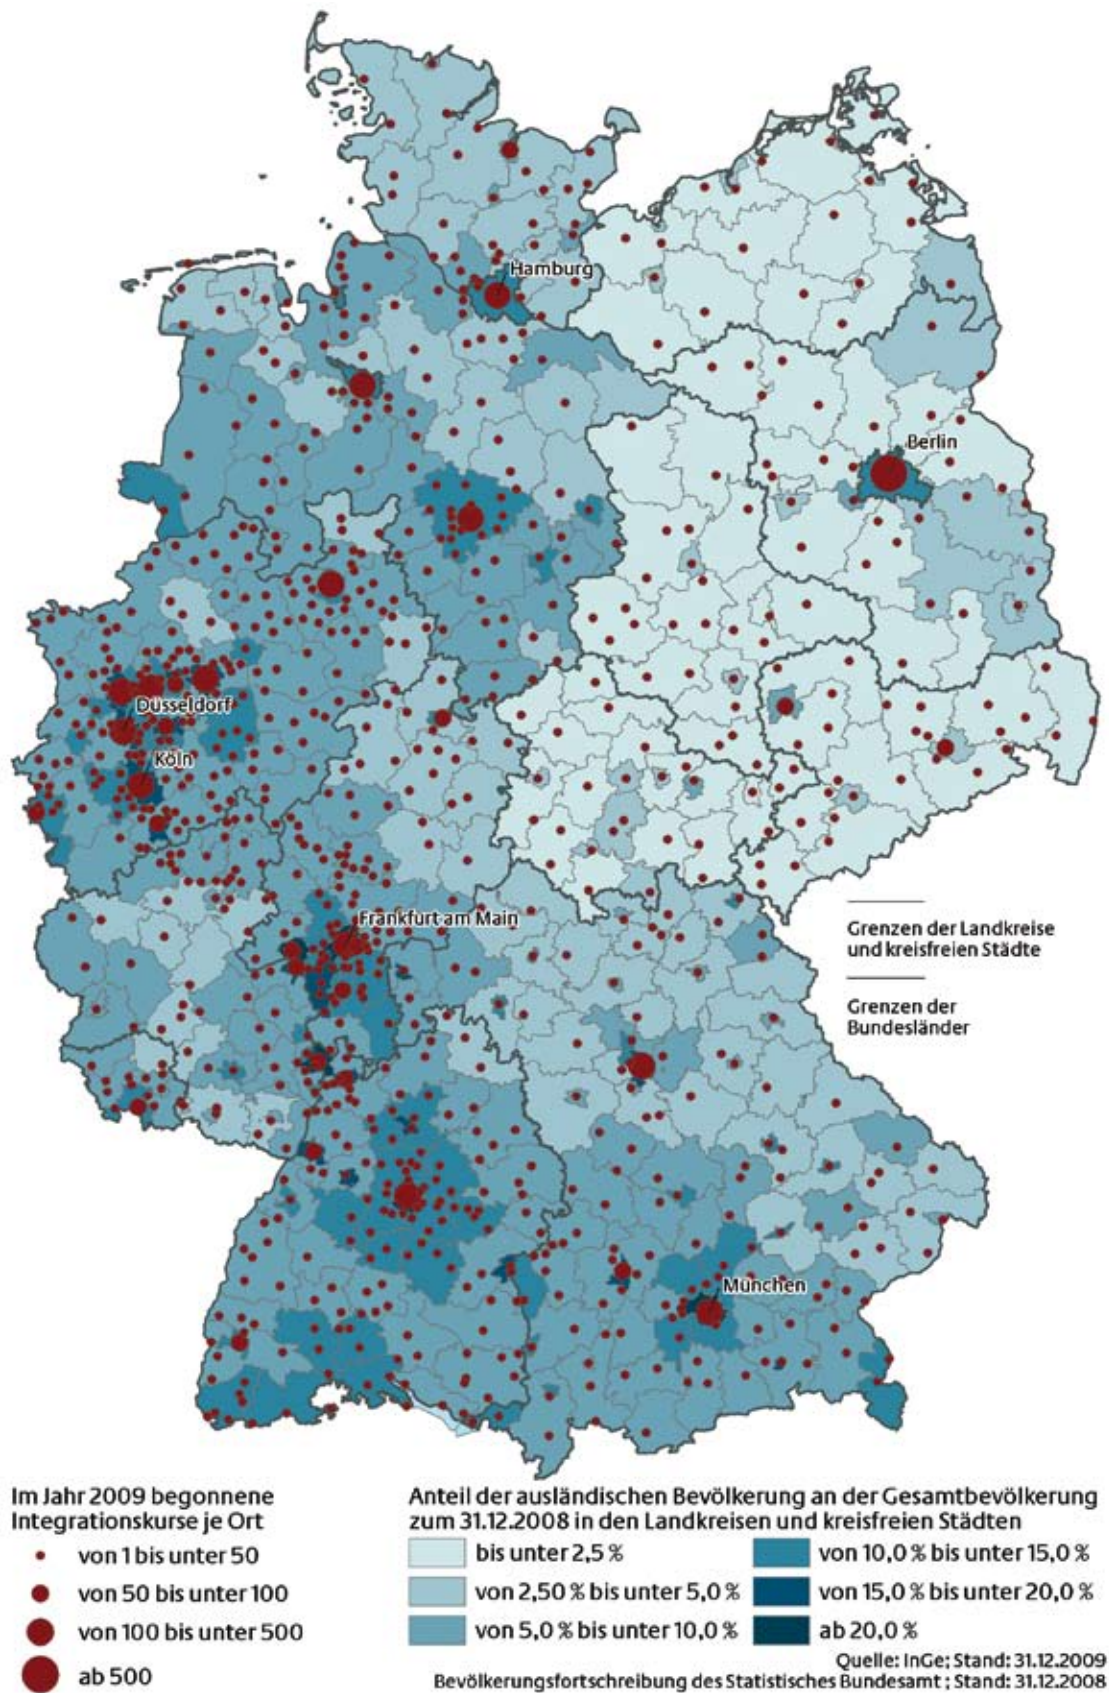 Hamburg
Berlin
Düsseldorf
Köln
Frankfurt am Main
Grenzen der Landkreise
und kreisfreien Städte
Grenzen der
Bundesländer
München
Im Jahr 2009 begonnene
Integrationskurse je Ort
von 1 bis unter 50
von 50 bis unter 100
von 100 bis unter 500
ab 500
Anteil der ausländischen Bevölkerung an der Gesamtbevölkerung
zum 31.12.2008 in den Landkreisen und kreisfreien Städten
bis unter 2,5 %
von 2,50 % bis unter 5,0 %
von 5,0 % bis unter 10,0 %
von 10,0 % bis unter 15,0 %
von 15,0 % bis unter 20,0 %
ab 20,0 %
Quelle: InGe; Stand: 31.12.2009
Bevölkerungsfortschreibung des Statistisches Bundesamt ; Stand: 31.12.2008